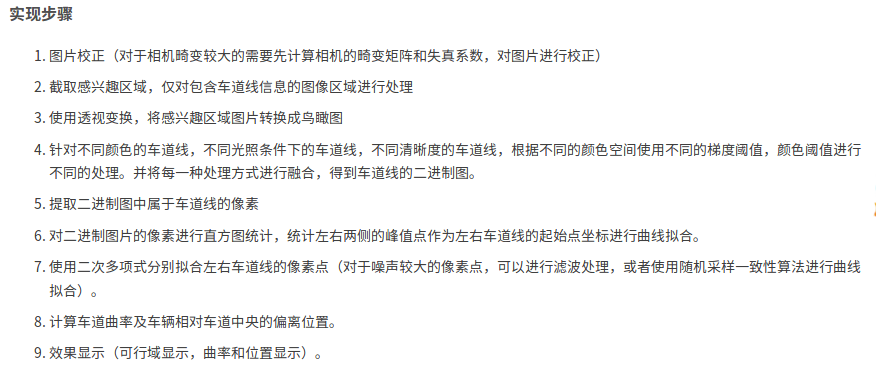 实现步骤
1. 图片校正（对于相机畸变较大的需要先计算相机的畸变矩阵和失真系数，对图片进行校正）
2. 截取感兴趣区域，仅对包含车道线信息的图像区域进行处理
3. 使用透视变换，将感兴趣区域图片转换成鸟瞰图
4. 针对不同颜色的车道线，不同光照条件下的车道线，不同清晰度的车道线，根据不同的颜色空间使用不同的梯度阈值，颜色阈值进行
不同的处理。并将每一种处理方式进行融合，得到车道线的二进制图。
5. 提取二进制图中属于车道线的像素
6. 对二进制图片的像素进行直方图统计，统计左右两侧的峰值点作为左右车道线的起始点坐标进行曲线拟合。
7. 使用二次多项式分别拟合左右车道线的像素点（对于噪声较大的像素点，可以进行滤波处理，或者使用随机采样一致性算法进行曲线
拟合）。
8. 计算车道曲率及车辆相对车道中央的偏离位置。
9. 效果显示（可行域显示，曲率和位置显示）。